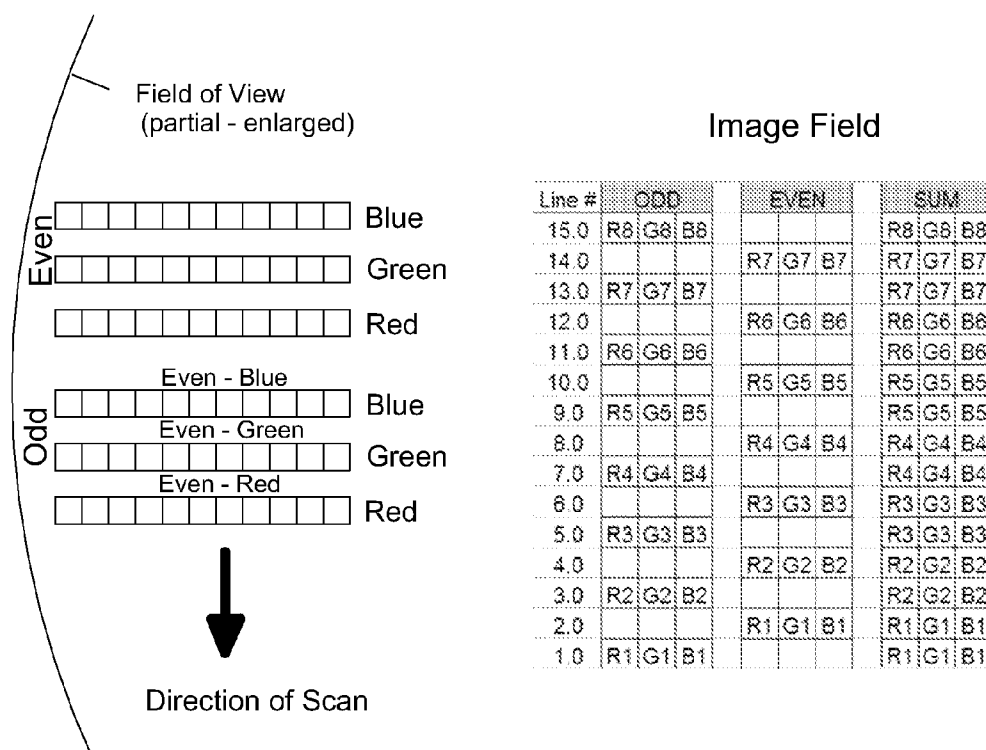 Field of View
(partial - enlarged)
Even
Blue
Green
Red
Odd
Even - Blue
Blue
Even - Green
Green
Even - Red
Red
Direction of Scan
Image Field
Line # ODD EVEN SUM
15.0 R8 G8 B8 R8 G8 B8
14.0 R7 G7 B7 R7 G7 B7
13.0 R7 G7 B7 R7 G7 B7
12.0 R6 G6 B6 R6 G6 B6
11.0 R6 G6 B6 R6 G6 B6
10.0 R5 G5 B5 R5 G5 B5
9.0 R5 G5 B5 R5 G5 B5
8.0 R4 G4 B4 R4 G4 B4
7.0 R4 G4 B4 R4 G4 B4
6.0 R3 G3 B3 R3 G3 B3
5.0 R3 G3 B3 R3 G3 B3
4.0 R2 G2 B2 R2 G2 B2
3.0 R2 G2 B2 R2 G2 B2
2.0 R1 G1 B1 R1 G1 B1
1.0 R1 G1 B1 R1 G1 B1